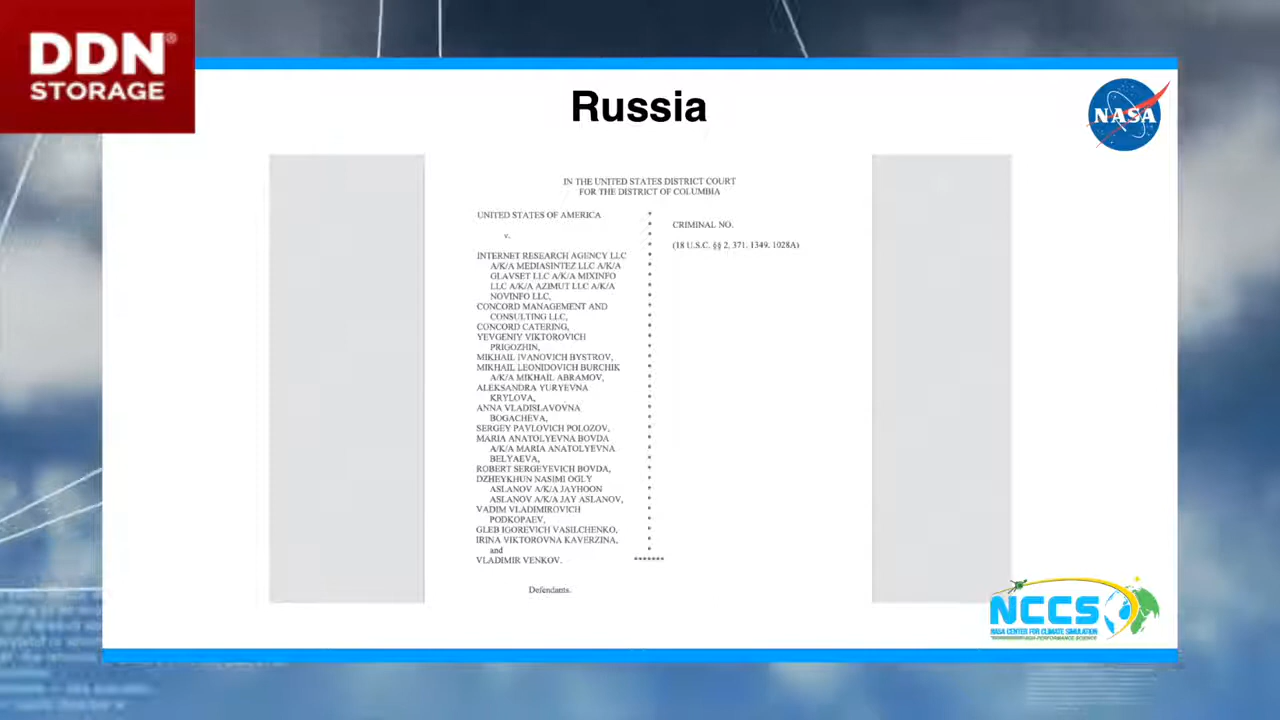 DDN®
STORAGE
Russia
NASA
IN THE UNITED STATES DISTRICT COURT
FOR THE DISTRICT OF COLUMBIA
UNITED STATES OF AMERICA
v.
INTERNET RESEARCH AGENCY LLC
A/K/A MEDIASINTEZ LLC A/K/A
GLAVSET LLC A/K/A MIXINFO
LLC A/K/A AZIMUT LLC A/K/A
NOVINFO LLC,
CONCORD MANAGEMENT AND
CONSULTING LLC,
CONCORD CATERING,
YEVGENIY VIKTOROVICH
PRIGOZHIN,
MIKHAIL IVANOVICH BYSTROV,
MIKHAIL LEONIDOVICH BURCHIK
A/K/A MIKHAIL ABRAMOV,
ALEKSANDRA YURYEVNA
KRYLOVA,
ANNA VLADISLAVOVNA
BOGACHEVA,
SERGEY PAVLOVICH POLOZOV,
MARIA ANATOLYEVNA BOVDA
A/K/A MARIA ANATOLYEVNA
BELYAEVA,
ROBERT SERGEYEVICH BOVDA,
DZHEYKHUN NASIMI OGLY
ASLANOV A/K/A JAYHOON
ASLANOV A/K/A JAY ASLANOV,
VADIM VLADIMIROVICH
PODKOPAEV,
GLEB IGOREVICH VASILCHENKO,
IRINA VIKTOROVNA KAVERZINA,
and
VLADIMIR VENKOV.
*******
Defendants.
CRIMINAL NO.
(18 U.S.C. §§ 2, 371, 1349, 1028A)
NCCS
NASA CENTER FOR CLIMATE SIMULATION
HIGH-PERFORMANCE SCIENCE